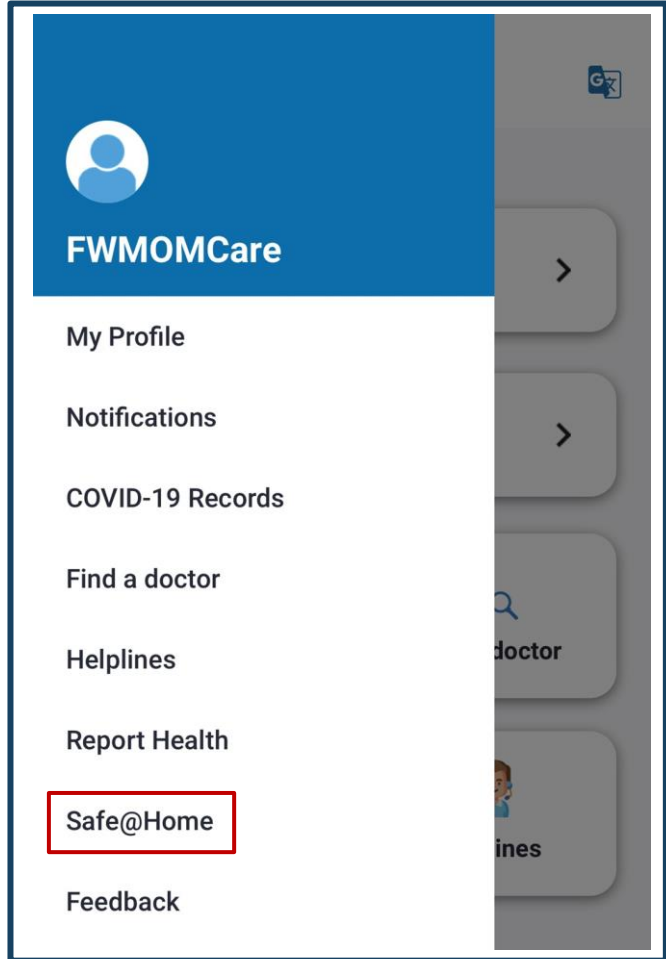 FWMOMCare
My Profile
Notifications
COVID-19 Records
Find a doctor
Helplines
Report Health
Safe@Home
Feedback
doctor
ines